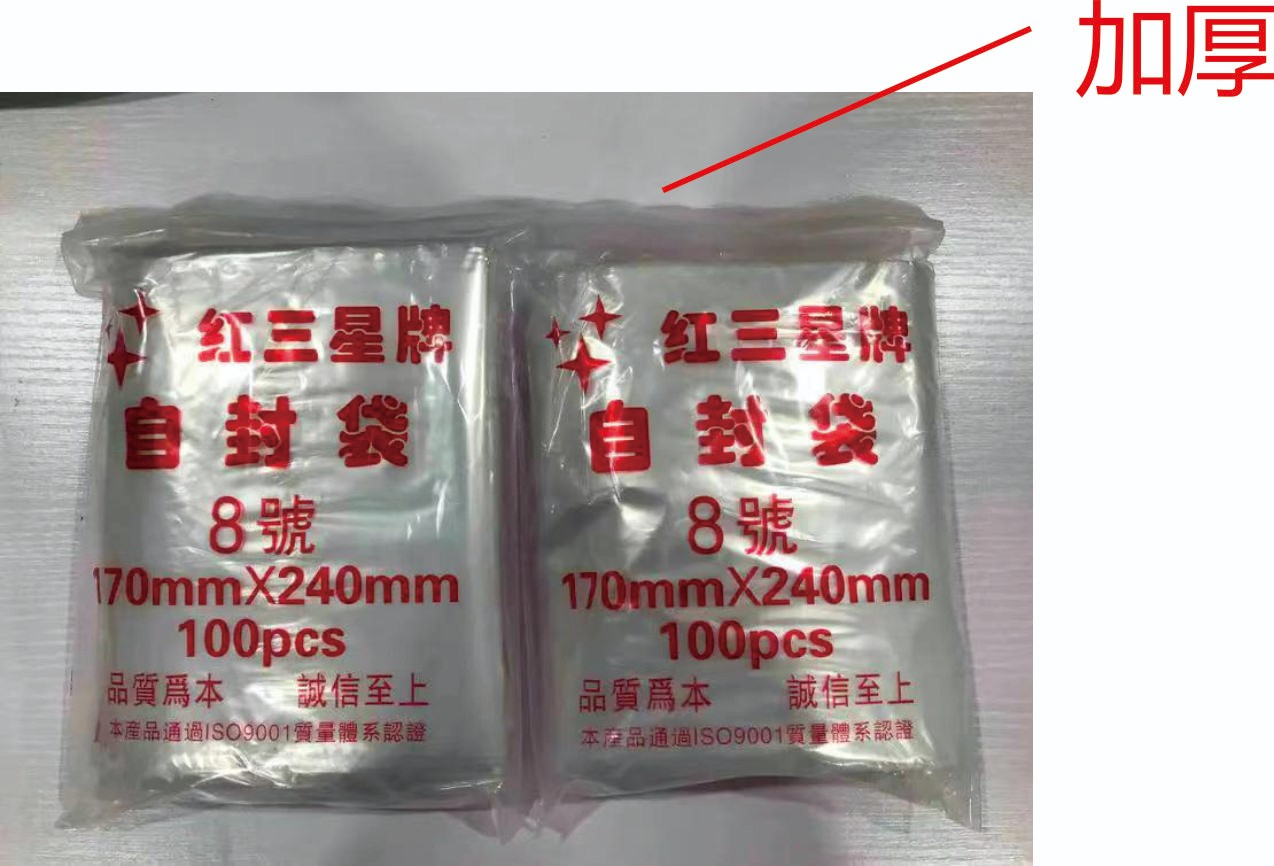 加厚
红三星牌
自封袋
8號
170mmX240mm
100pcs
品質爲本 誠信至上
本產品通過ISO9001質量體系認證
红三星牌
自封袋
8號
170mmX240mm
100pcs
品質爲本 誠信至上
本產品通過ISO9001質量體系認證